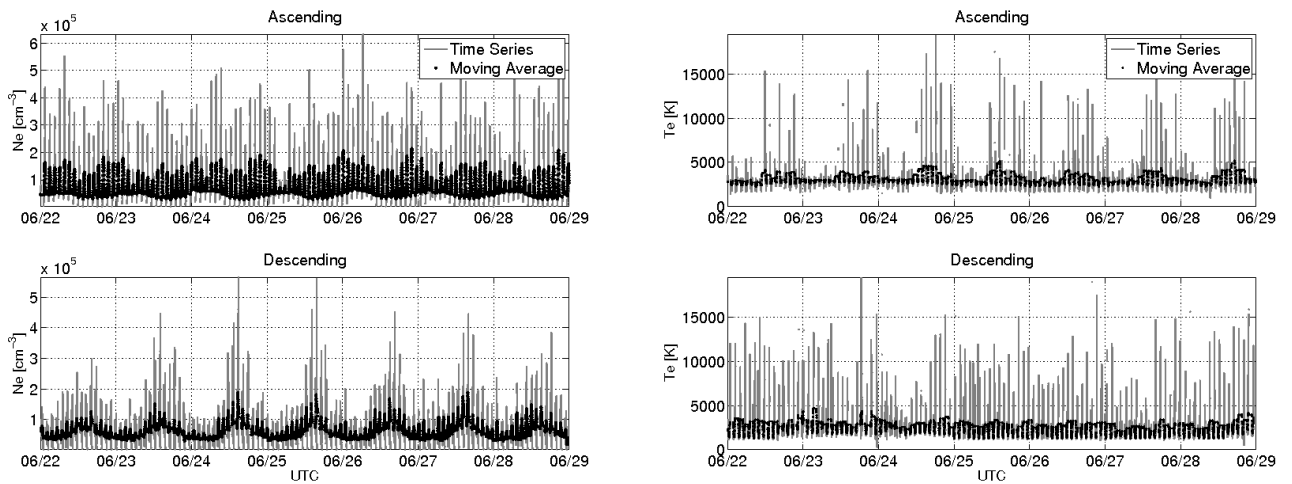 Ascending
x 10^5
Ne [cm^-3]
6
5
4
3
2
1
Time Series
Moving Average
06/22 06/23 06/24 06/25 06/26 06/27 06/28 06/29
Ascending
Te [K]
15000
10000
5000
0
Time Series
Moving Average
06/22 06/23 06/24 06/25 06/26 06/27 06/28 06/29
Descending
x 10^5
Ne [cm^-3]
5
4
3
2
1
06/22 06/23 06/24 06/25 06/26 06/27 06/28 06/29
UTC
Descending
Te [K]
15000
10000
5000
0
06/22 06/23 06/24 06/25 06/26 06/27 06/28 06/29
UTC